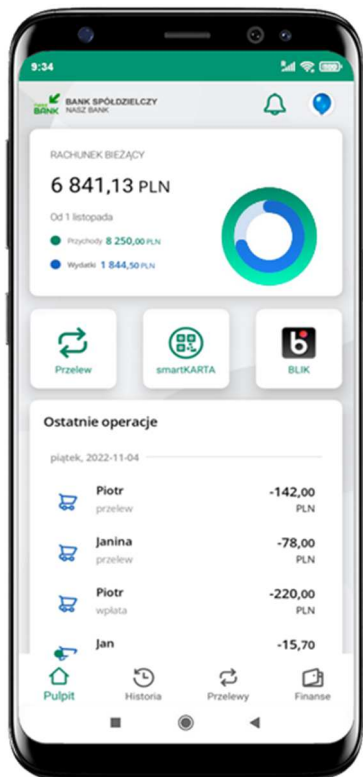 9:34
NASZ BANK
BANK SPÓŁDZIELCZY
NASZ BANK
RACHUNEK BIEŻĄCY
6 841,13 PLN
Od 1 listopada
Przychody 8 250,00 PLN
Wydatki 1 844,50 PLN
Przelew
smartKARTA
BLIK
Ostatnie operacje
piątek, 2022-11-04
Piotr -142,00
przelew PLN
Janina -78,00
przelew PLN
Piotr -220,00
wpłata PLN
Jan -15,70
Pulpit Historia Przelewy Finanse